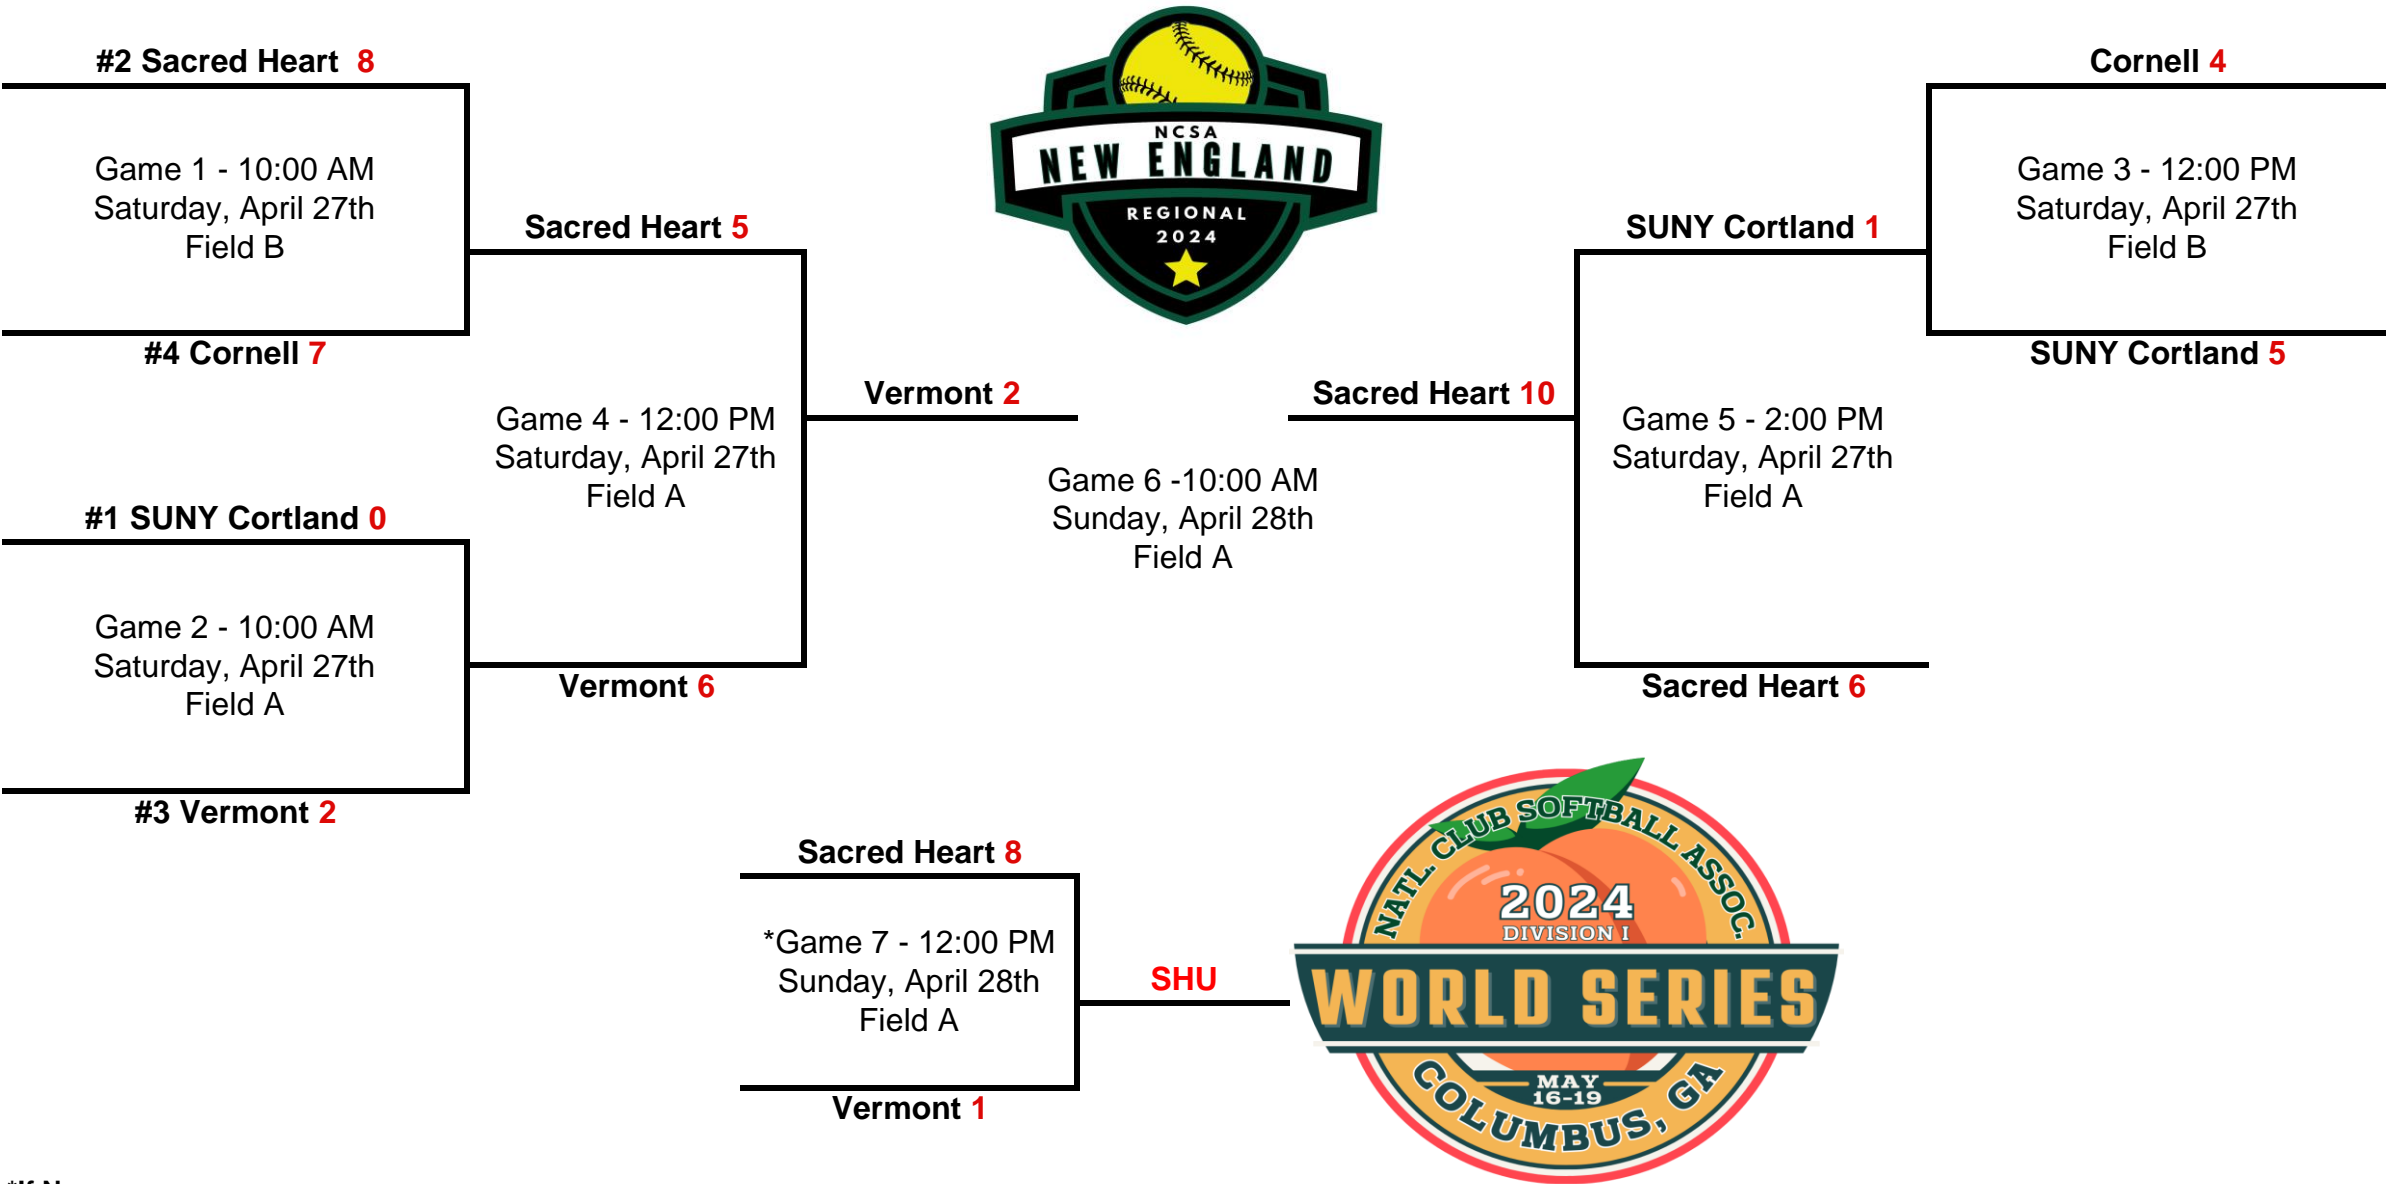 #2 Sacred Heart 8
Game 1 - 10:00 AM
Saturday, April 27th
Field B
#4 Cornell 7
Sacred Heart 5
Game 4 - 12:00 PM
Saturday, April 27th
Field A
Vermont 6
#1 SUNY Cortland 0
Game 2 - 10:00 AM
Saturday, April 27th
Field A
#3 Vermont 2
NCSA
NEW ENGLAND
REGIONAL
2024
Vermont 2
Sacred Heart 10
Game 6 -10:00 AM
Sunday, April 28th
Field A
SUNY Cortland 1
Game 5 - 2:00 PM
Saturday, April 27th
Field A
Sacred Heart 6
Cornell 4
Game 3 - 12:00 PM
Saturday, April 27th
Field B
SUNY Cortland 5
Sacred Heart 8
*Game 7 - 12:00 PM
Sunday, April 28th
Field A
Vermont 1
SHU
NATL. CLUB SOFTBALL ASSOC.
2024
DIVISION I
WORLD SERIES
MAY
16-19
COLUMBUS, GA
*If